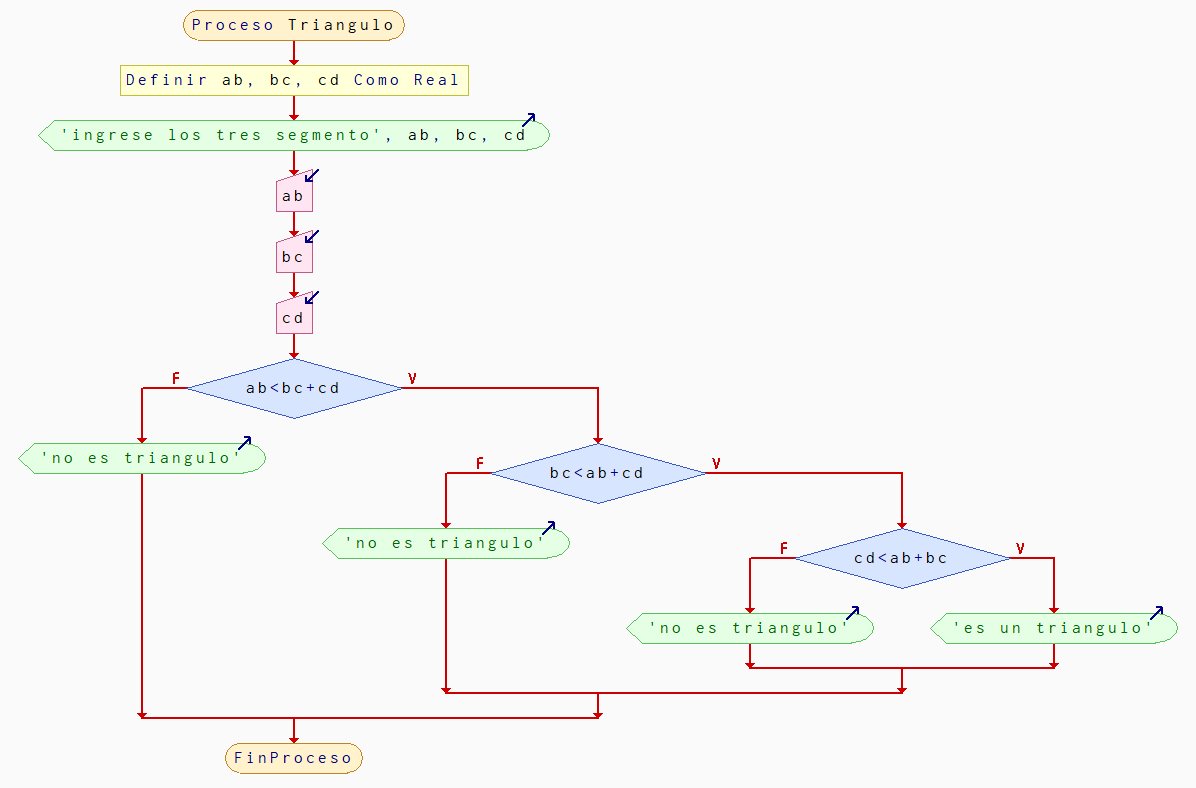 Proceso Triangulo
Definir ab, bc, cd Como Real
'ingrese los tres segmento', ab, bc, cd
ab
bc
cd
ab<bc+cd
F
V
'no es triangulo'
bc<ab+cd
F
V
'no es triangulo'
cd<ab+bc
F
V
'no es triangulo'
'es un triangulo'
FinProceso